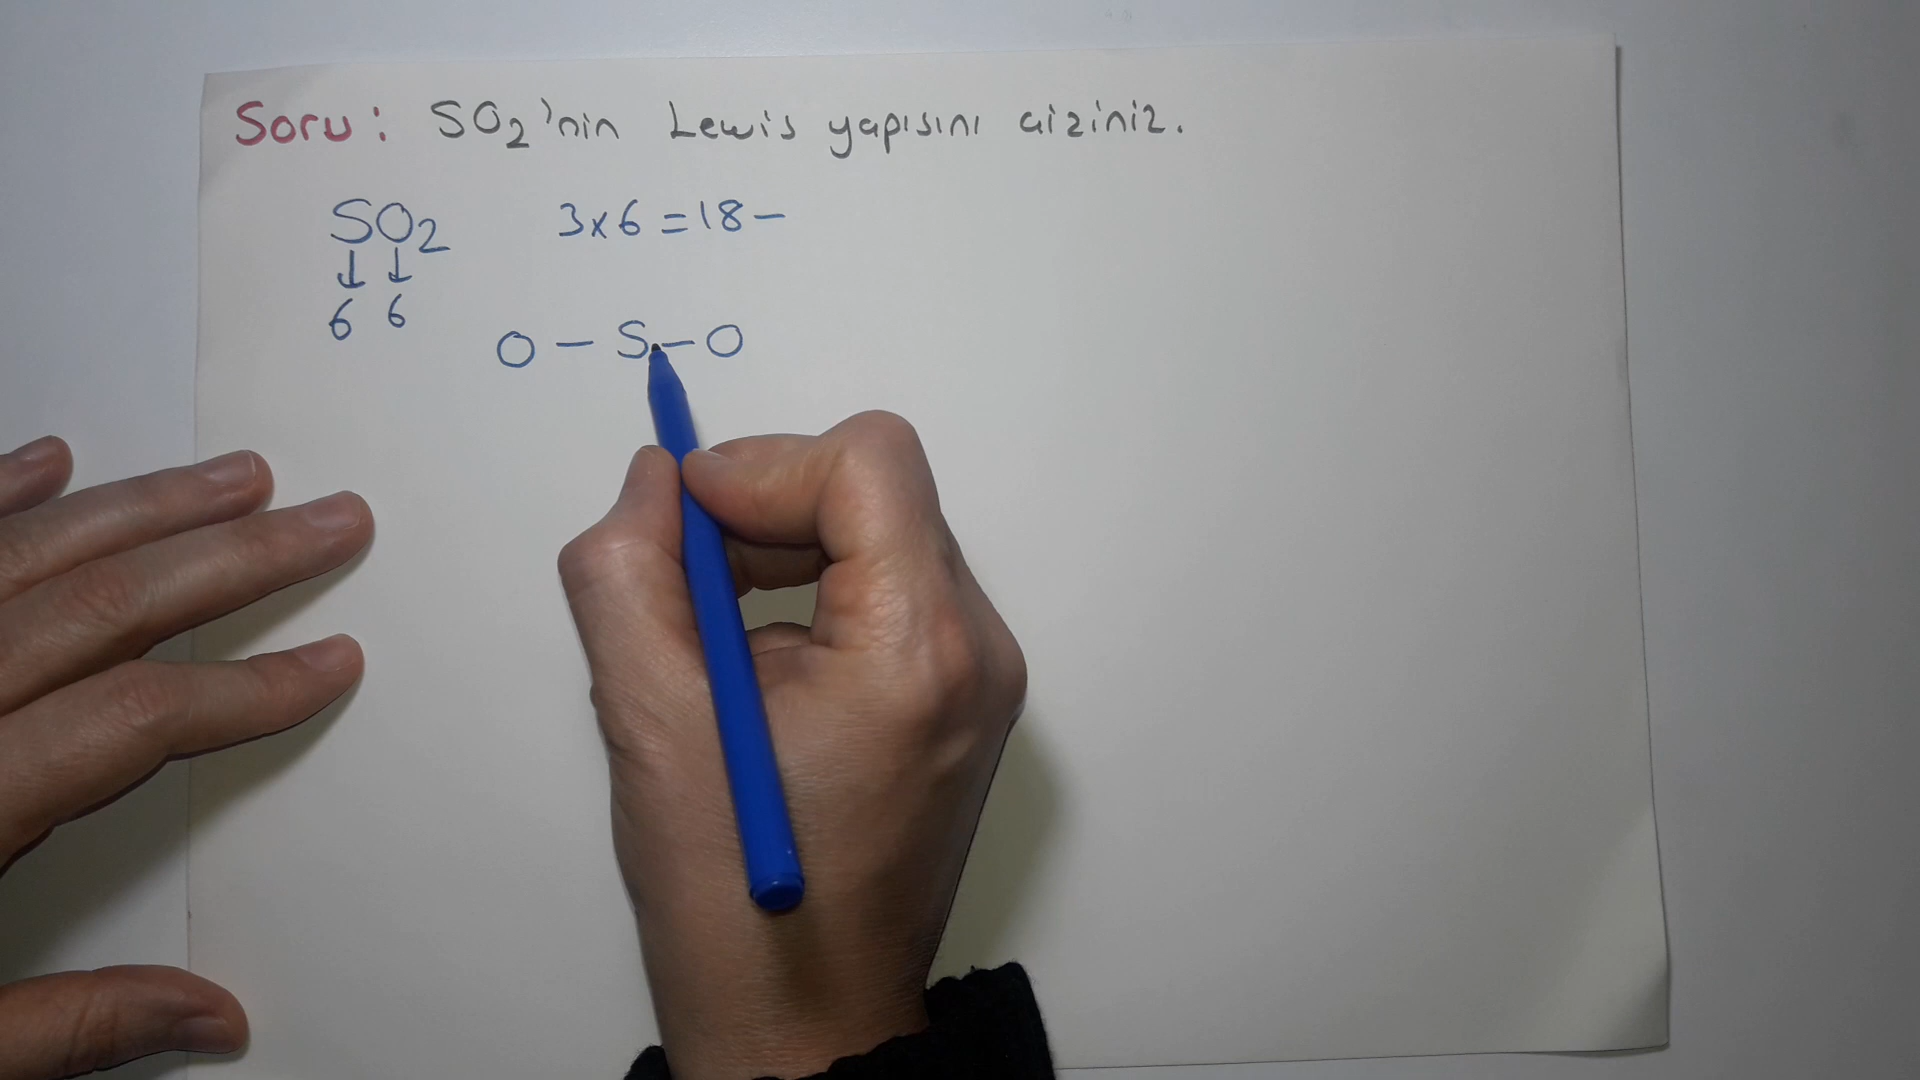 Soru: SO2'nin Lewis yapısını çiziniz.
SO2 3x6=18-
↓ ↓
6 6
O - S - O